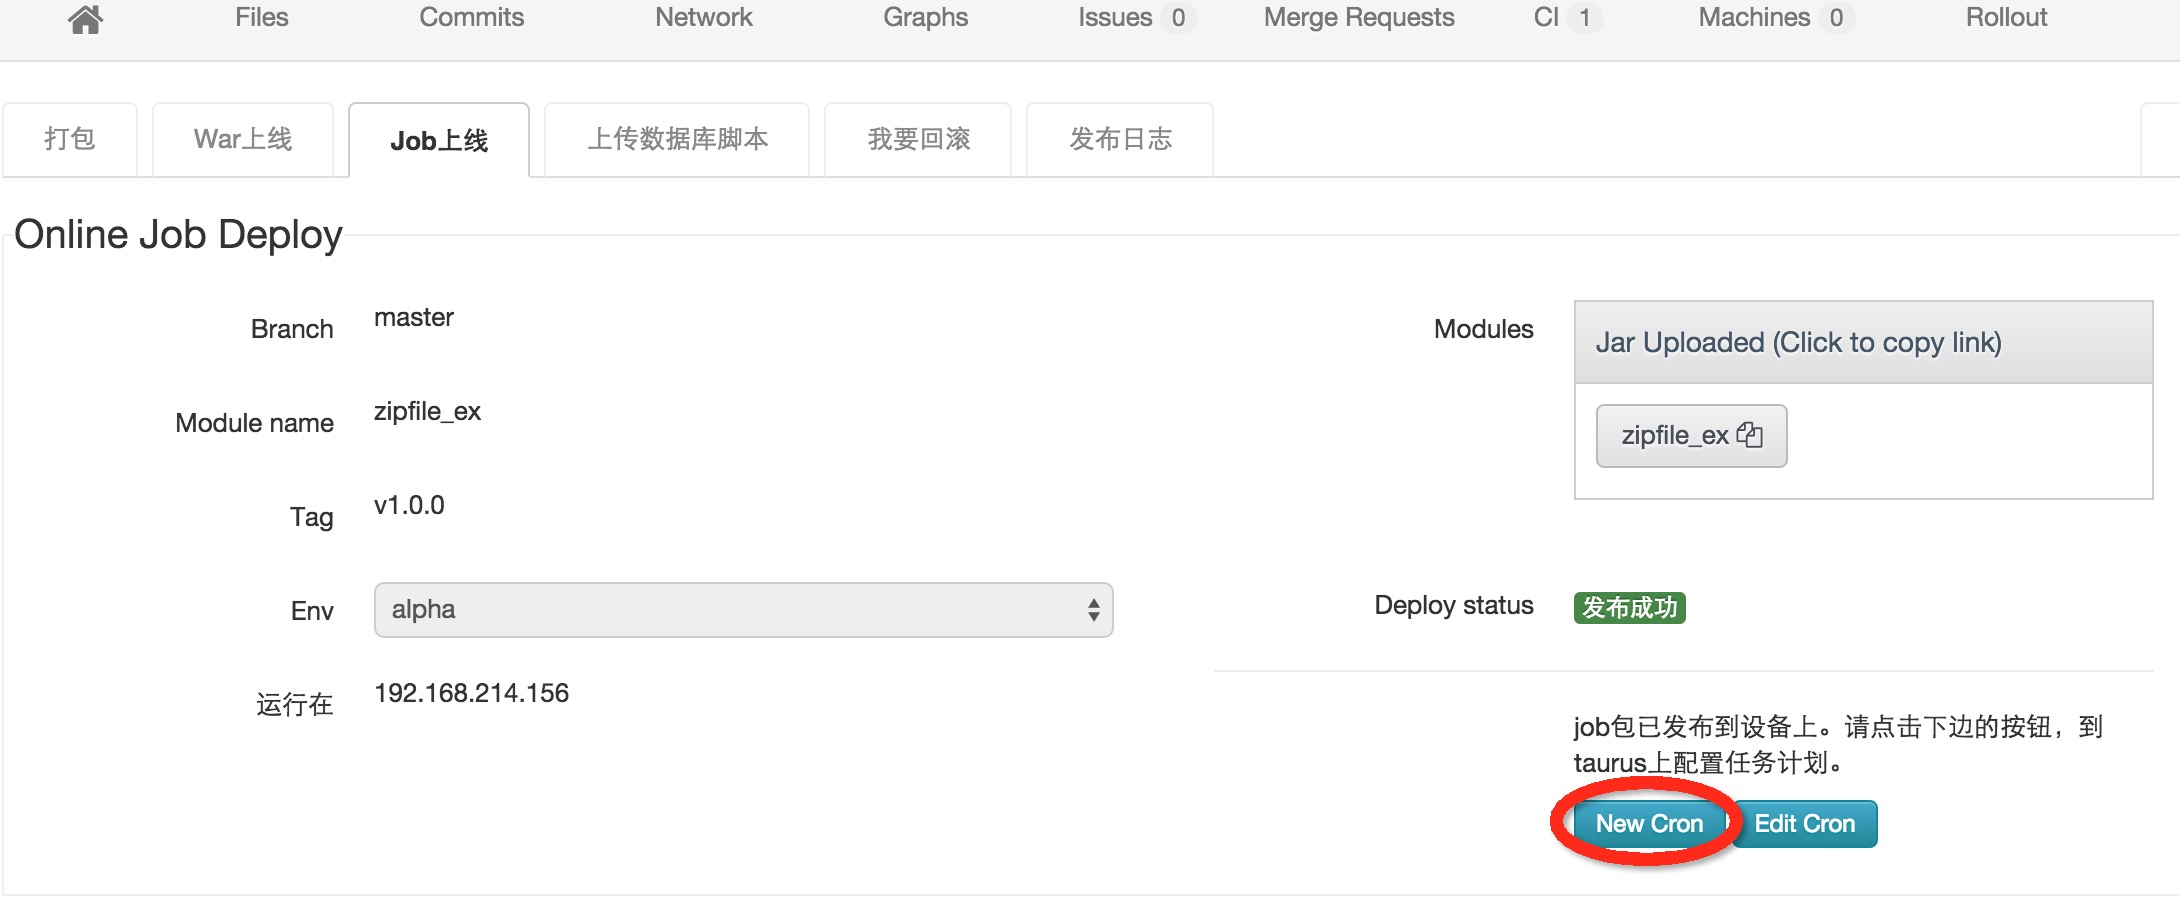 Files Commits Network Graphs Issues 0 Merge Requests CI 1 Machines 0 Rollout
打包 War上线 Job上线 上传数据库脚本 我要回滚 发布日志
Online Job Deploy
Branch master
Module name zipfile_ex
Tag v1.0.0
Env alpha
运行在 192.168.214.156
Modules Jar Uploaded (Click to copy link)
zipfile_ex
Deploy status 发布成功
job包已发布到设备上。请点击下边的按钮，到
taurus上配置任务计划。
New Cron Edit Cron